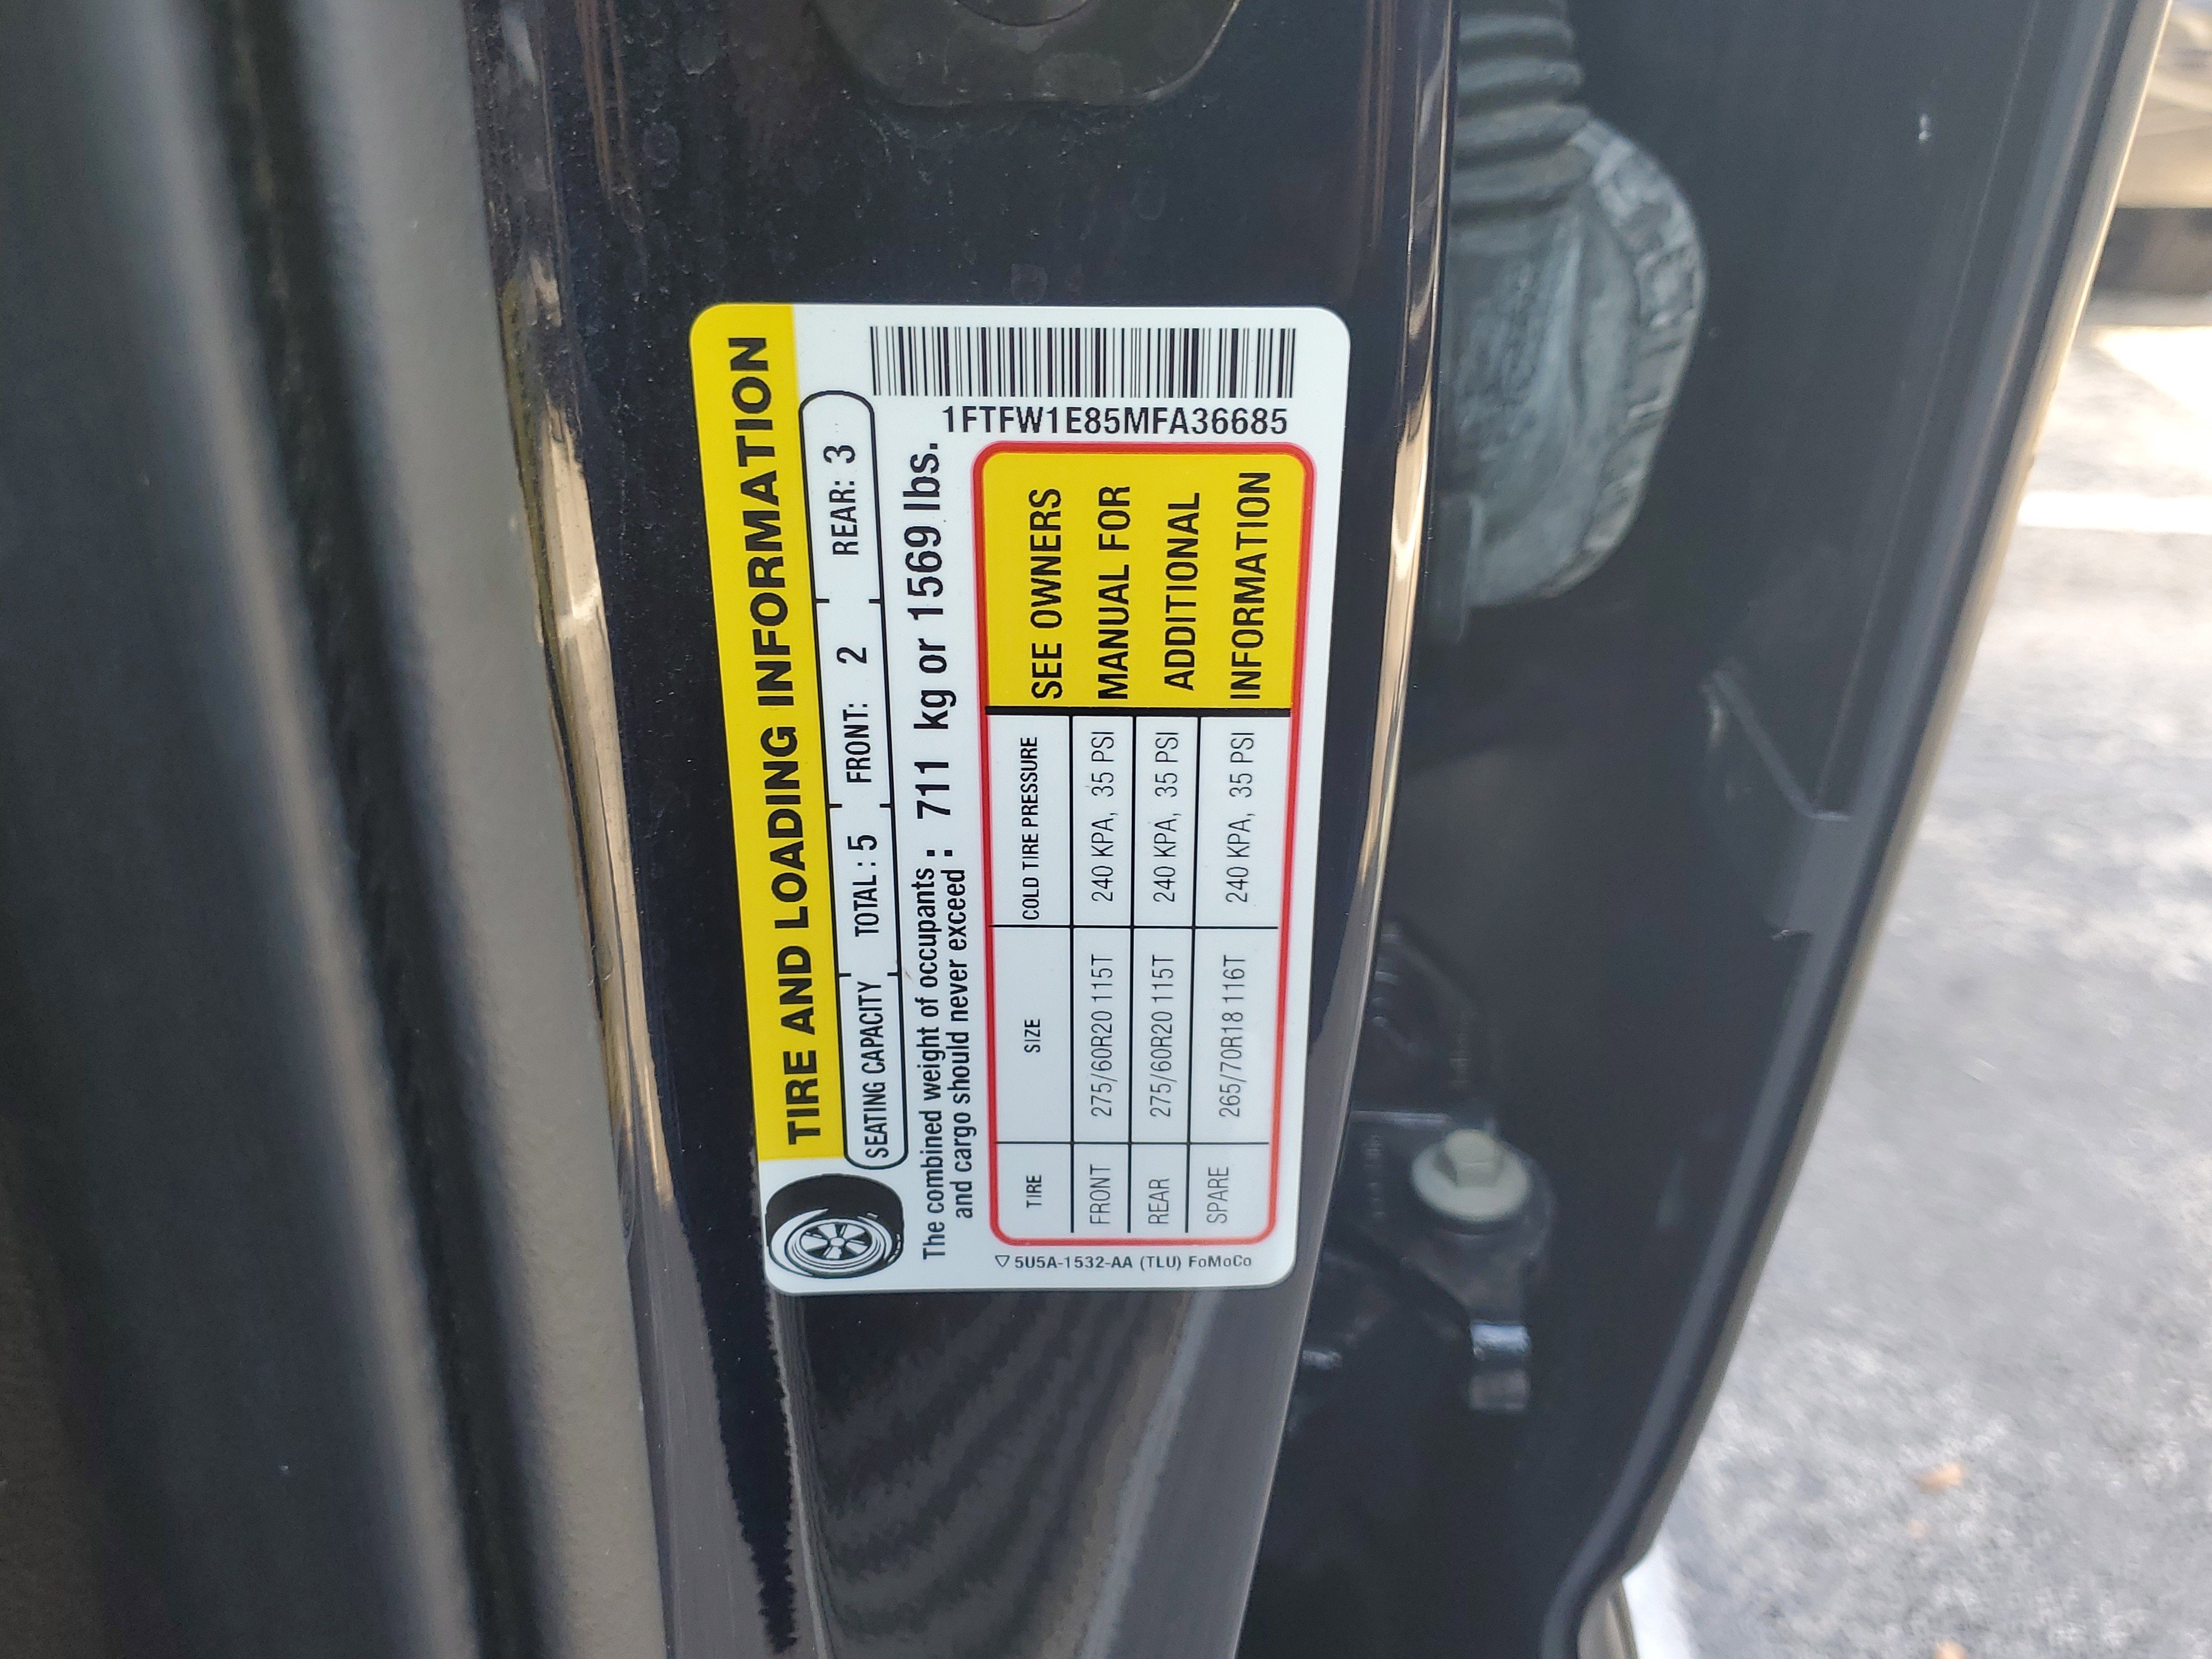 TIRE AND LOADING INFORMATION
SEATING CAPACITY TOTAL : 5 FRONT: 2 REAR: 3
The combined weight of occupants : 711 kg or 1569 lbs.
and cargo should never exceed :
1FTFW1E85MFA36685
TIRE SIZE COLD TIRE PRESSURE
FRONT 275/60R20 115T 240 KPA, 35 PSI
REAR 275/60R20 115T 240 KPA, 35 PSI
SPARE 265/70R18 116T 240 KPA, 35 PSI
SEE OWNERS
MANUAL FOR
ADDITIONAL
INFORMATION
5U5A-1532-AA (TLU) FoMoCo